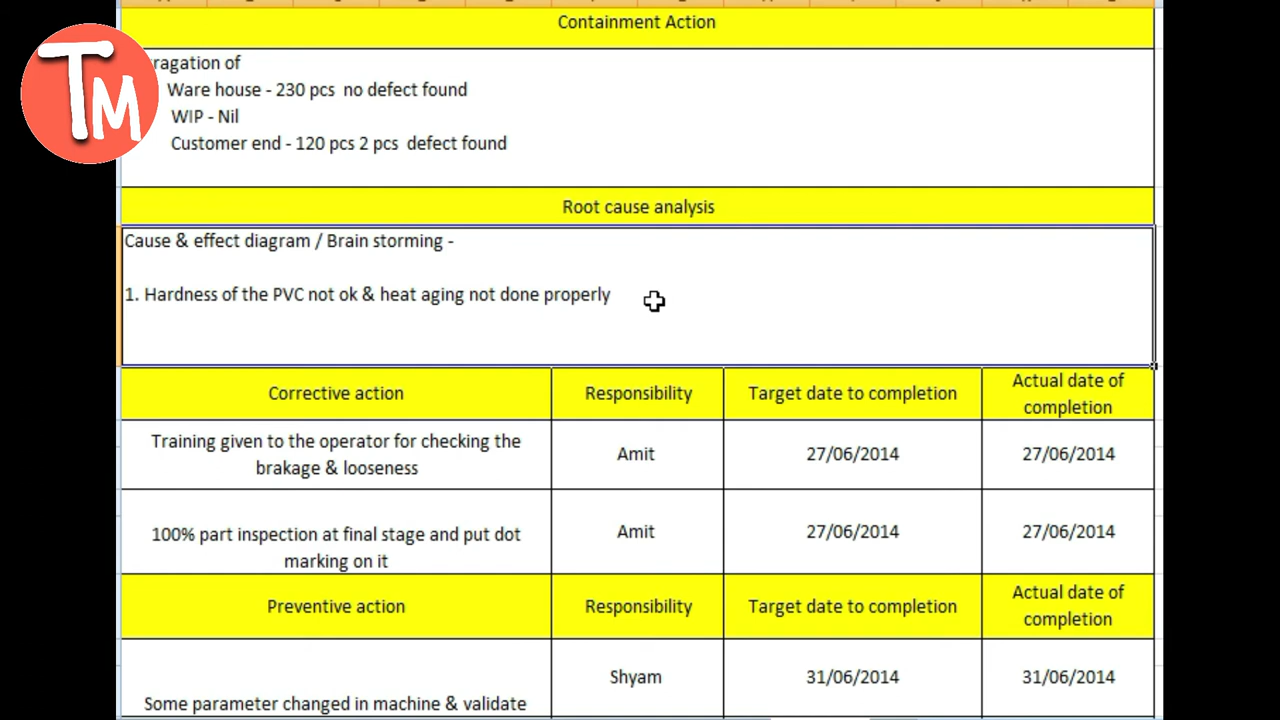 Containment Action
TM
ragation of
Ware house - 230 pcs no defect found
WIP - Nil
Customer end - 120 pcs 2 pcs defect found
Root cause analysis
Cause & effect diagram / Brain storming -
1. Hardness of the PVC not ok & heat aging not done properly
Corrective action Responsibility Target date to completion Actual date of
completion
Training given to the operator for checking the
brakage & looseness Amit 27/06/2014 27/06/2014
100% part inspection at final stage and put dot
marking on it Amit 27/06/2014 27/06/2014
Preventive action Responsibility Target date to completion Actual date of
completion
Shyam 31/06/2014 31/06/2014
Some parameter changed in machine & validate